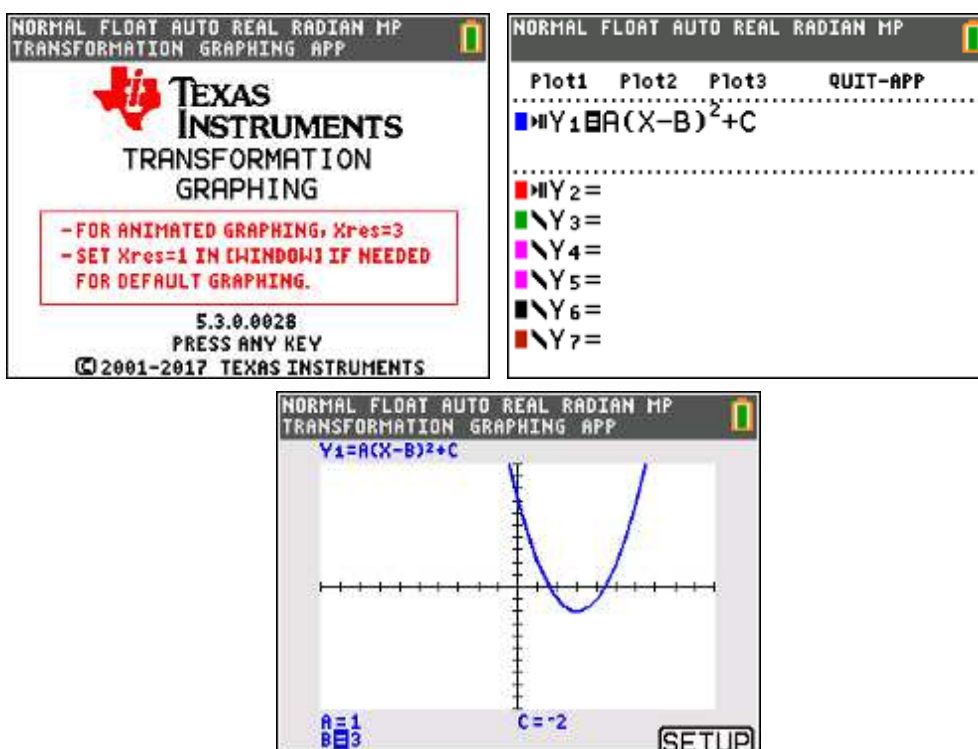 NORMAL FLOAT AUTO REAL RADIAN MP
TRANSFORMATION GRAPHING APP
TEXAS
INSTRUMENTS
TRANSFORMATION
GRAPHING
-FOR ANIMATED GRAPHING, Xres=3
-SET Xres=1 IN [WINDOW] IF NEEDED
FOR DEFAULT GRAPHING.
5.3.0.0028
PRESS ANY KEY
© 2001-2017 TEXAS INSTRUMENTS
NORMAL FLOAT AUTO REAL RADIAN MP
Plot1 Plot2 Plot3 QUIT-APP
Y1=A(X-B)²+C
Y2=
Y3=
Y4=
Y5=
Y6=
Y7=
NORMAL FLOAT AUTO REAL RADIAN MP
TRANSFORMATION GRAPHING APP
Y1=A(X-B)²+C
A=1 C=-2
B=3 SETUP